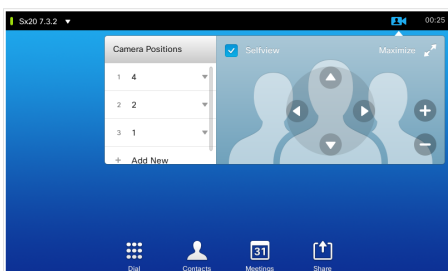 Sx20 7.3.2 00:25
Camera Positions Selfview Maximize
1 4
2 2
3 1
+ Add New
31
Dial Contacts Meetings Share